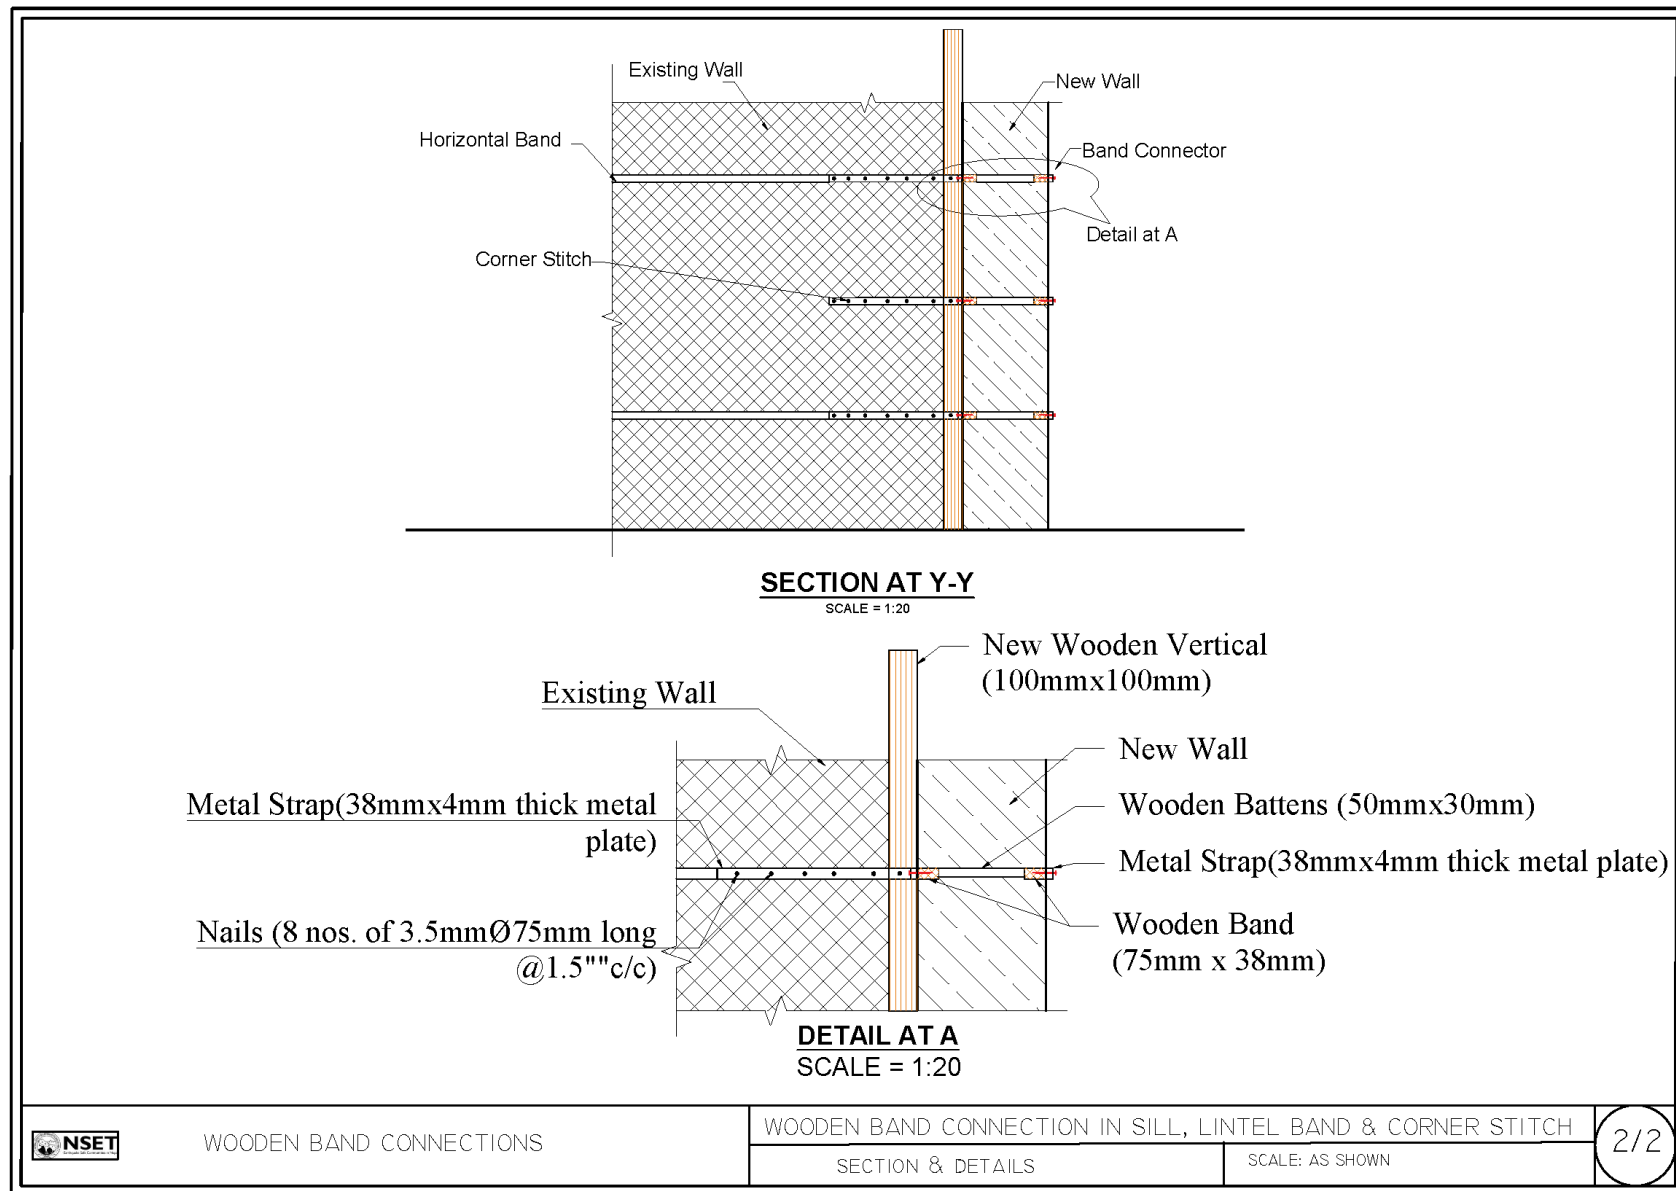 Existing Wall
New Wall
Horizontal Band
Band Connector
Detail at A
Corner Stitch
SECTION AT Y-Y
SCALE = 1:20
New Wooden Vertical
(100mmx100mm)
Existing Wall
New Wall
Metal Strap(38mmx4mm thick metal
plate)
Wooden Battens (50mmx30mm)
Metal Strap(38mmx4mm thick metal plate)
Nails (8 nos. of 3.5mmØ75mm long
@1.5""c/c)
Wooden Band
(75mm x 38mm)
DETAIL AT A
SCALE = 1:20
NSET
WOODEN BAND CONNECTIONS
WOODEN BAND CONNECTION IN SILL, LINTEL BAND & CORNER STITCH
SECTION & DETAILS
SCALE: AS SHOWN
2/2